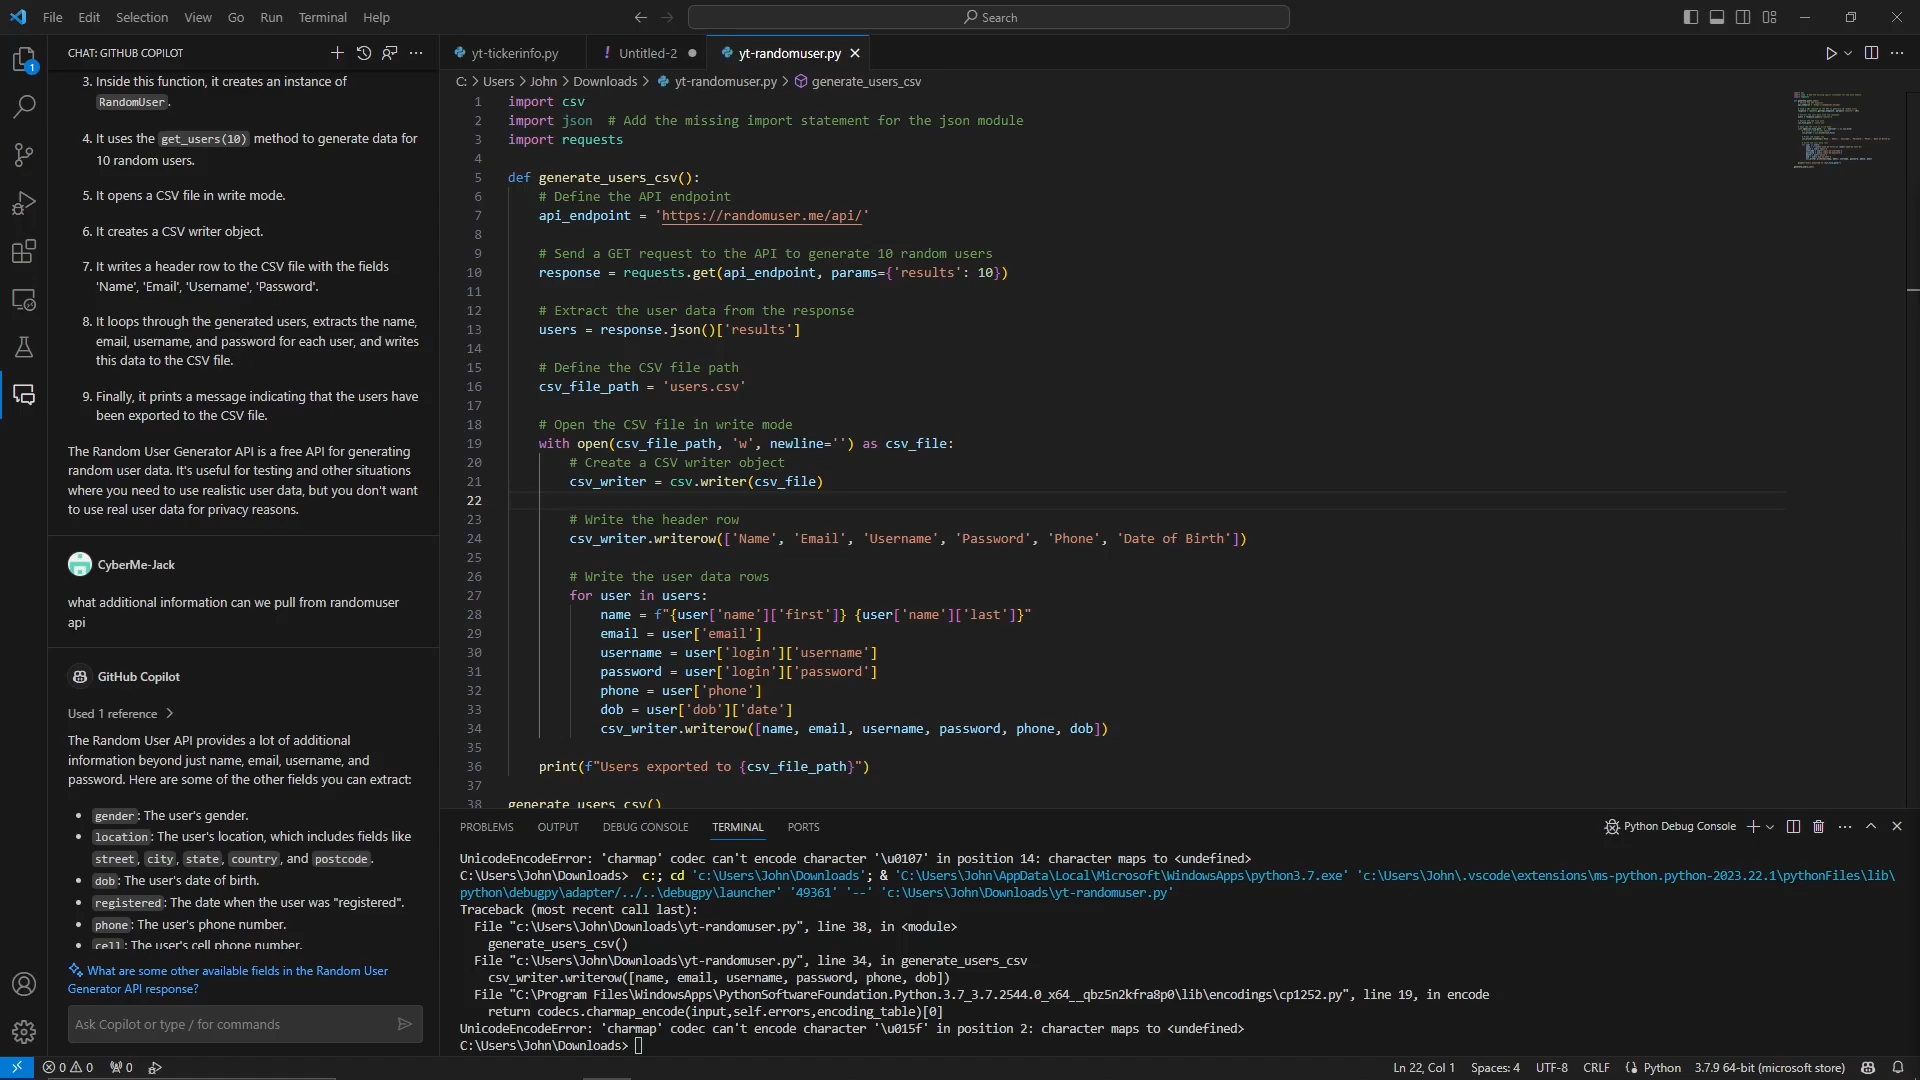 File Edit Selection View Go Run Terminal Help
Search
CHAT: GITHUB COPILOT
3. Inside this function, it creates an instance of
RandomUser.
4. It uses the get_users(10) method to generate data for
10 random users.
5. It opens a CSV file in write mode.
6. It creates a CSV writer object.
7. It writes a header row to the CSV file with the fields
'Name', 'Email', 'Username', 'Password'.
8. It loops through the generated users, extracts the name,
email, username, and password for each user, and writes
this data to the CSV file.
9. Finally, it prints a message indicating that the users have
been exported to the CSV file.
The Random User Generator API is a free API for generating
random user data. It's useful for testing and other situations
where you need to use realistic user data, but you don't want
to use real user data for privacy reasons.
CyberMe-Jack
what additional information can we pull from randomuser
api
GitHub Copilot
Used 1 reference
The Random User API provides a lot of additional
information beyond just name, email, username, and
password. Here are some of the other fields you can extract:
• gender: The user's gender.
• location: The user's location, which includes fields like
street, city, state, country, and postcode.
• dob: The user's date of birth.
• registered: The date when the user was "registered".
• phone: The user's phone number.
• cell: The user's cell phone number.
What are some other available fields in the Random User
Generator API response?
Ask Copilot or type / for commands
1
yt-tickerinfo.py
! Untitled-2
yt-randomuser.py
C: > Users > John > Downloads > yt-randomuser.py > generate_users_csv
1 import csv
2 import json  # Add the missing import statement for the json module
3 import requests
4
5 def generate_users_csv():
6     # Define the API endpoint
7     api_endpoint = 'https://randomuser.me/api/'
8
9     # Send a GET request to the API to generate 10 random users
10     response = requests.get(api_endpoint, params={'results': 10})
11
12     # Extract the user data from the response
13     users = response.json()['results']
14
15     # Define the CSV file path
16     csv_file_path = 'users.csv'
17
18     # Open the CSV file in write mode
19     with open(csv_file_path, 'w', newline='') as csv_file:
20         # Create a CSV writer object
21         csv_writer = csv.writer(csv_file)
22
23         # Write the header row
24         csv_writer.writerow(['Name', 'Email', 'Username', 'Password', 'Phone', 'Date of Birth'])
25
26         # Write the user data rows
27         for user in users:
28             name = f"{user['name']['first']} {user['name']['last']}"
29             email = user['email']
30             username = user['login']['username']
31             password = user['login']['password']
32             phone = user['phone']
33             dob = user['dob']['date']
34             csv_writer.writerow([name, email, username, password, phone, dob])
35
36     print(f"Users exported to {csv_file_path}")
37
38 generate_users_csv()
PROBLEMS OUTPUT DEBUG CONSOLE TERMINAL PORTS
Python Debug Console
UnicodeEncodeError: 'charmap' codec can't encode character '\u0107' in position 14: character maps to <undefined>
C:\Users\John\Downloads>  c:; cd 'c:\Users\John\Downloads'; & 'C:\Users\John\AppData\Local\Microsoft\WindowsApps\python3.7.exe' 'c:\Users\John\.vscode\extensions\ms-python.python-2023.22.1\pythonFiles\lib\
python\debugpy\adapter/../..\debugpy\launcher' '49361' '--' 'c:\Users\John\Downloads\yt-randomuser.py'
Traceback (most recent call last):
  File "c:\Users\John\Downloads\yt-randomuser.py", line 38, in <module>
    generate_users_csv()
  File "c:\Users\John\Downloads\yt-randomuser.py", line 34, in generate_users_csv
    csv_writer.writerow([name, email, username, password, phone, dob])
  File "C:\Program Files\WindowsApps\PythonSoftwareFoundation.Python.3.7_3.7.2544.0_x64__qbz5n2kfra8p0\lib\encodings\cp1252.py", line 19, in encode
    return codecs.charmap_encode(input,self.errors,encoding_table)[0]
UnicodeEncodeError: 'charmap' codec can't encode character '\u015f' in position 2: character maps to <undefined>
C:\Users\John\Downloads>
0 0 0
Ln 22, Col 1 Spaces: 4 UTF-8 CRLF Python 3.7.9 64-bit (microsoft store)